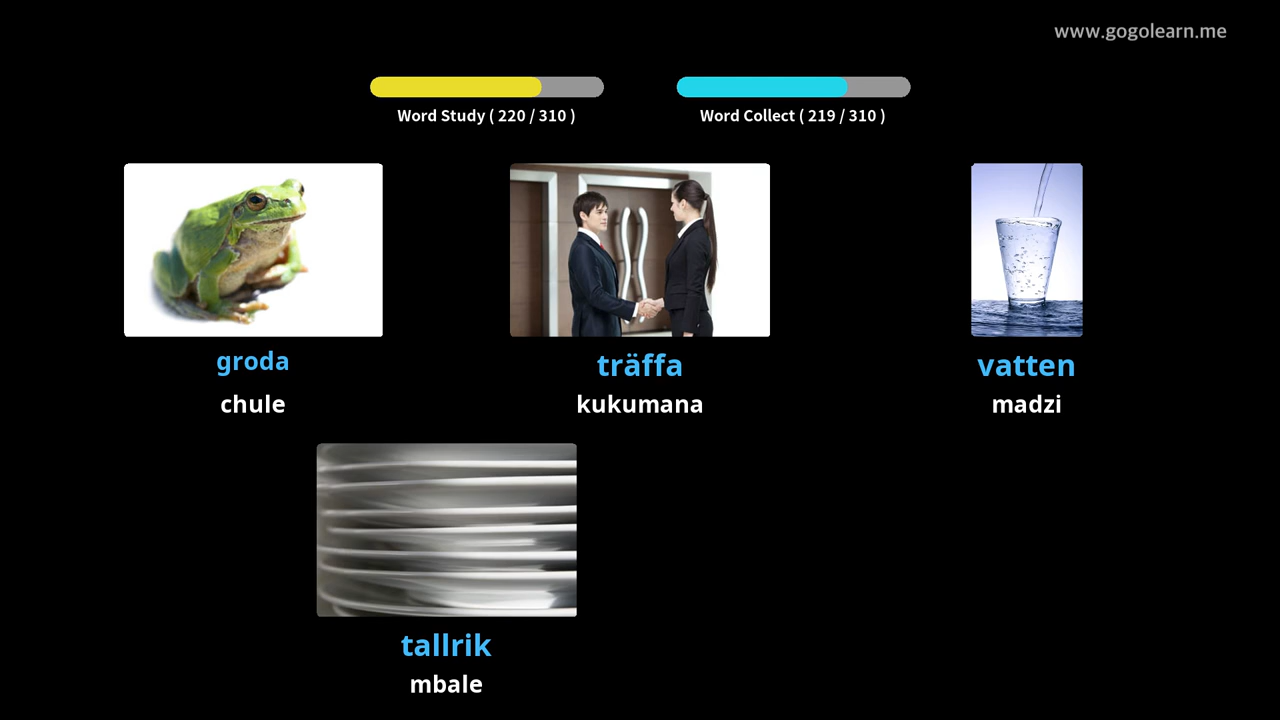 www.gogolearn.me
Word Study ( 220 / 310 )
Word Collect ( 219 / 310 )
groda
chule
träffa
kukumana
vatten
madzi
tallrik
mbale